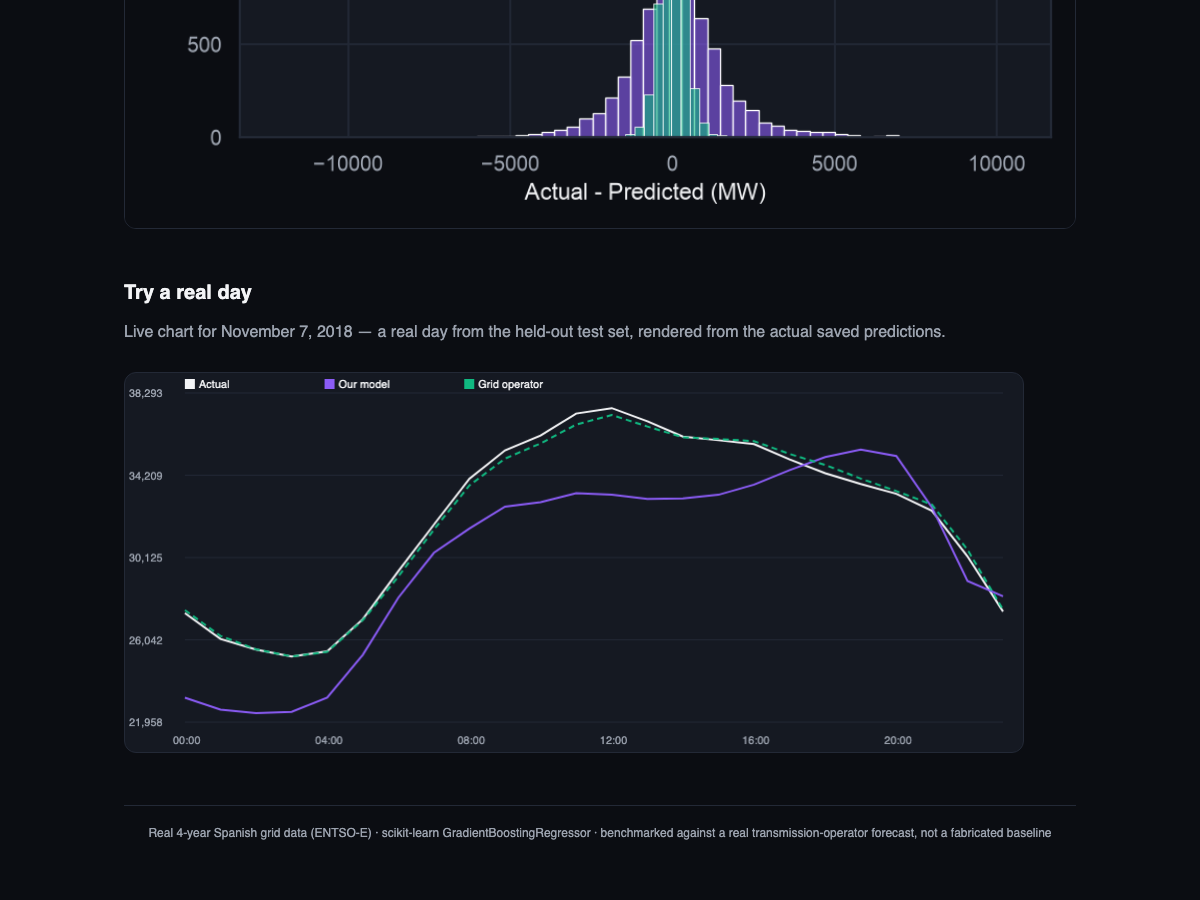 500
0
−10000 −5000 0 5000 10000
Actual - Predicted (MW)
Try a real day
Live chart for November 7, 2018 — a real day from the held-out test set, rendered from the actual saved predictions.
Actual Our model Grid operator
38,293
34,209
30,125
26,042
21,958
00:00 04:00 08:00 12:00 16:00 20:00
Real 4-year Spanish grid data (ENTSO-E) · scikit-learn GradientBoostingRegressor · benchmarked against a real transmission-operator forecast, not a fabricated baseline